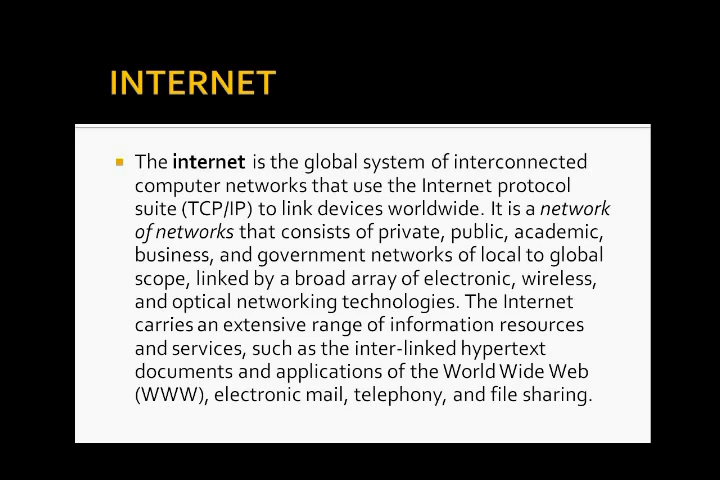 INTERNET
The internet is the global system of interconnected
computer networks that use the Internet protocol
suite (TCP/IP) to link devices worldwide. It is a network
of networks that consists of private, public, academic,
business, and government networks of local to global
scope, linked by a broad array of electronic, wireless,
and optical networking technologies. The Internet
carries an extensive range of information resources
and services, such as the inter-linked hypertext
documents and applications of the World Wide Web
(WWW), electronic mail, telephony, and file sharing.